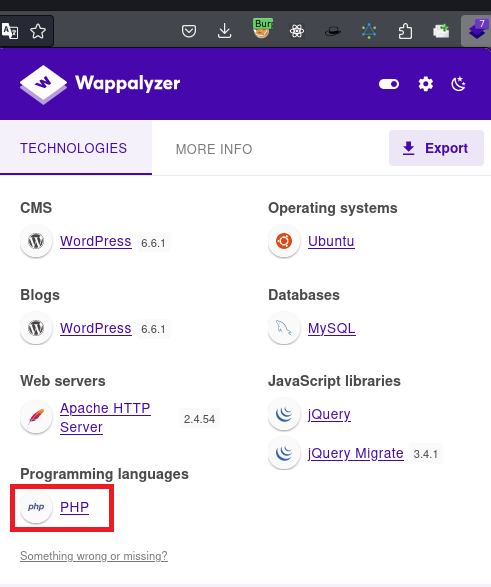 Burp
7
Wappalyzer
TECHNOLOGIES
MORE INFO
Export
CMS
WordPress 6.6.1
Operating systems
Ubuntu
Blogs
WordPress 6.6.1
Databases
MySQL
Web servers
Apache HTTP
Server
2.4.54
JavaScript libraries
jQuery
jQuery Migrate 3.4.1
Programming languages
php PHP
Something wrong or missing?